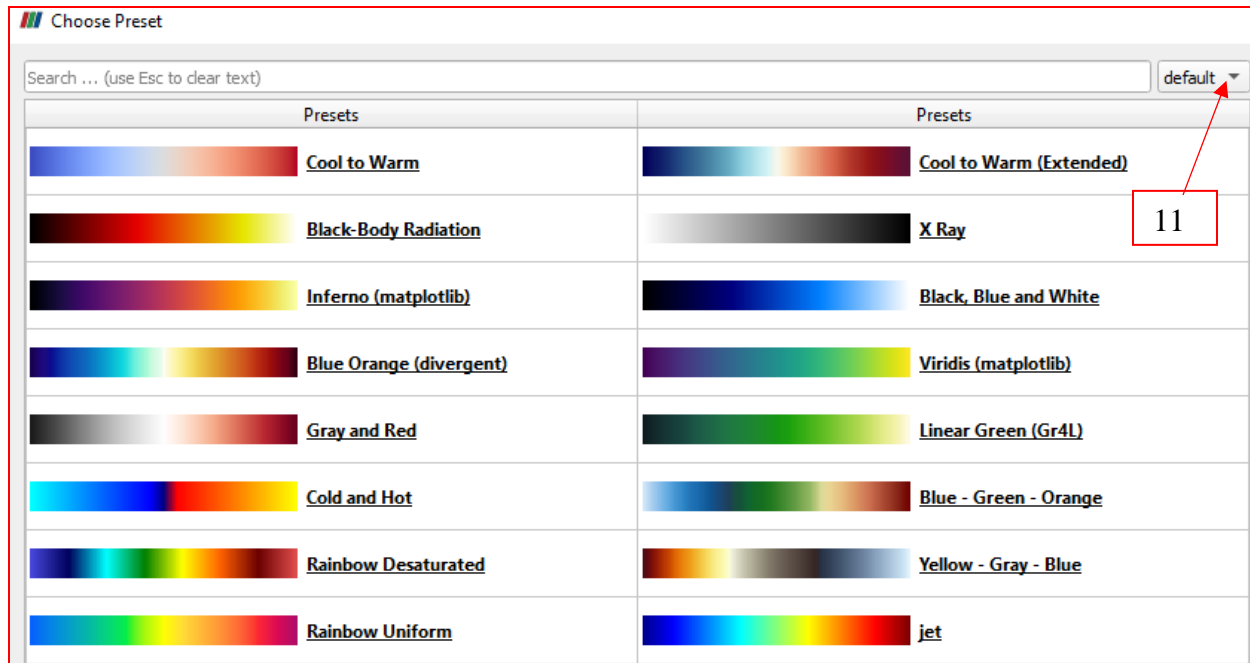 Choose Preset
Search ... (use Esc to clear text) default
Presets Presets
Cool to Warm Cool to Warm (Extended)
11
Black-Body Radiation X Ray
Inferno (matplotlib) Black, Blue and White
Blue Orange (divergent) Viridis (matplotlib)
Gray and Red Linear Green (Gr4L)
Cold and Hot Blue - Green - Orange
Rainbow Desaturated Yellow - Gray - Blue
Rainbow Uniform jet